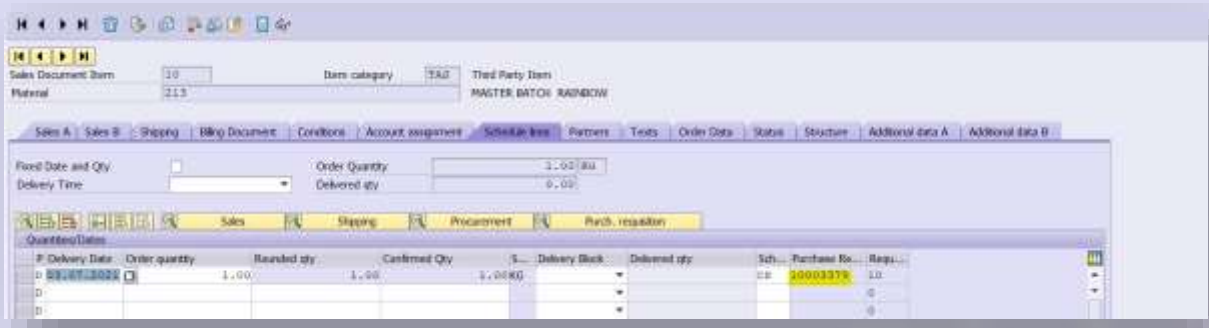 Sales Document Item 10 Item category TAS Third Party Item
Material 213 MASTER BATCH RAINBOW
Sales A Sales B Shipping Billing Document Conditions Account assignment Schedule lines Partners Texts Order Data Status Structure Additional data A Additional data B
Fixed Date and Qty Order Quantity 1.00 KG
Delivery Time Delivered qty 0.00
Sales Shipping Procurement Purch. requisition
Quantities/Dates
P Delivery Date Order quantity Rounded qty Confirmed Qty S... Delivery Block Delivered qty Sch... Purchase Re... Requ...
D 1.00 1.00 1.00 KG 10003379 10
D 0
D 0